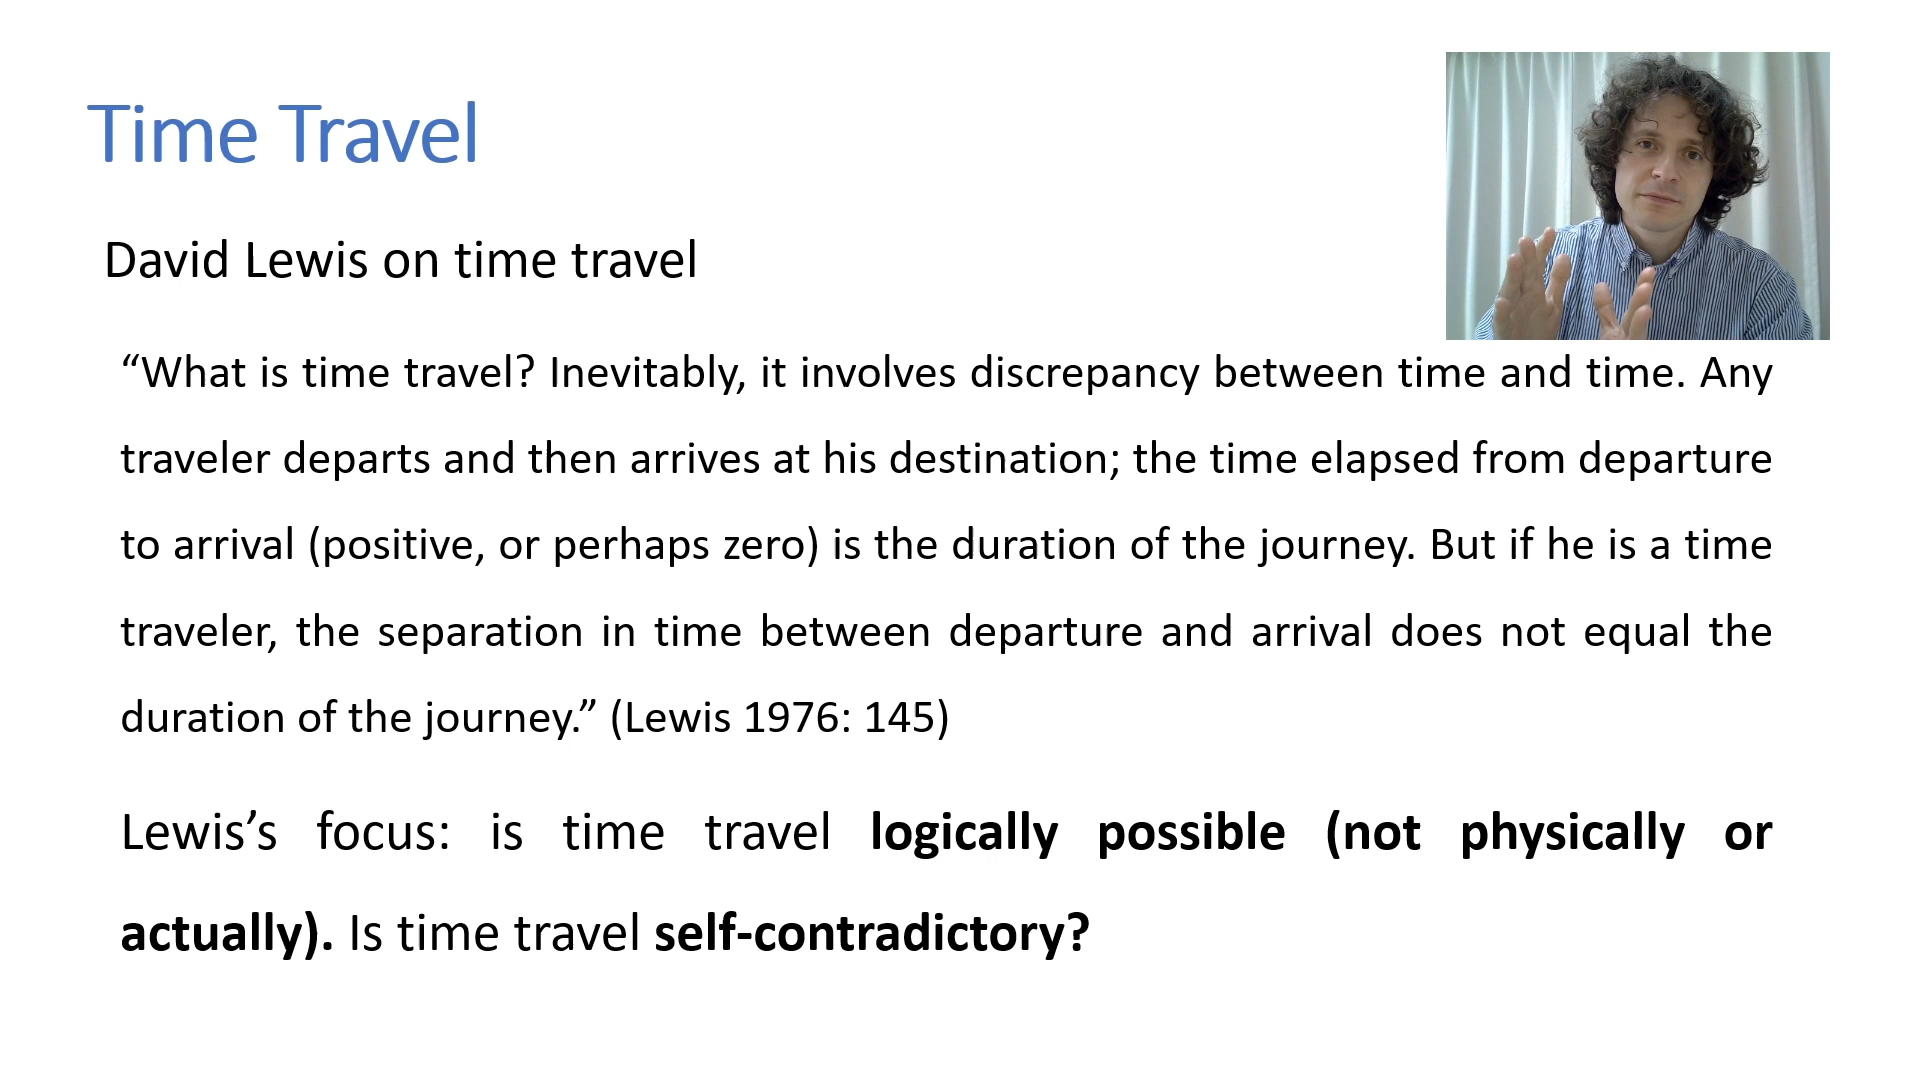 Time Travel
David Lewis on time travel
“What is time travel? Inevitably, it involves discrepancy between time and time. Any
traveler departs and then arrives at his destination; the time elapsed from departure
to arrival (positive, or perhaps zero) is the duration of the journey. But if he is a time
traveler, the separation in time between departure and arrival does not equal the
duration of the journey.” (Lewis 1976: 145)
Lewis’s focus: is time travel logically possible (not physically or
actually). Is time travel self-contradictory?